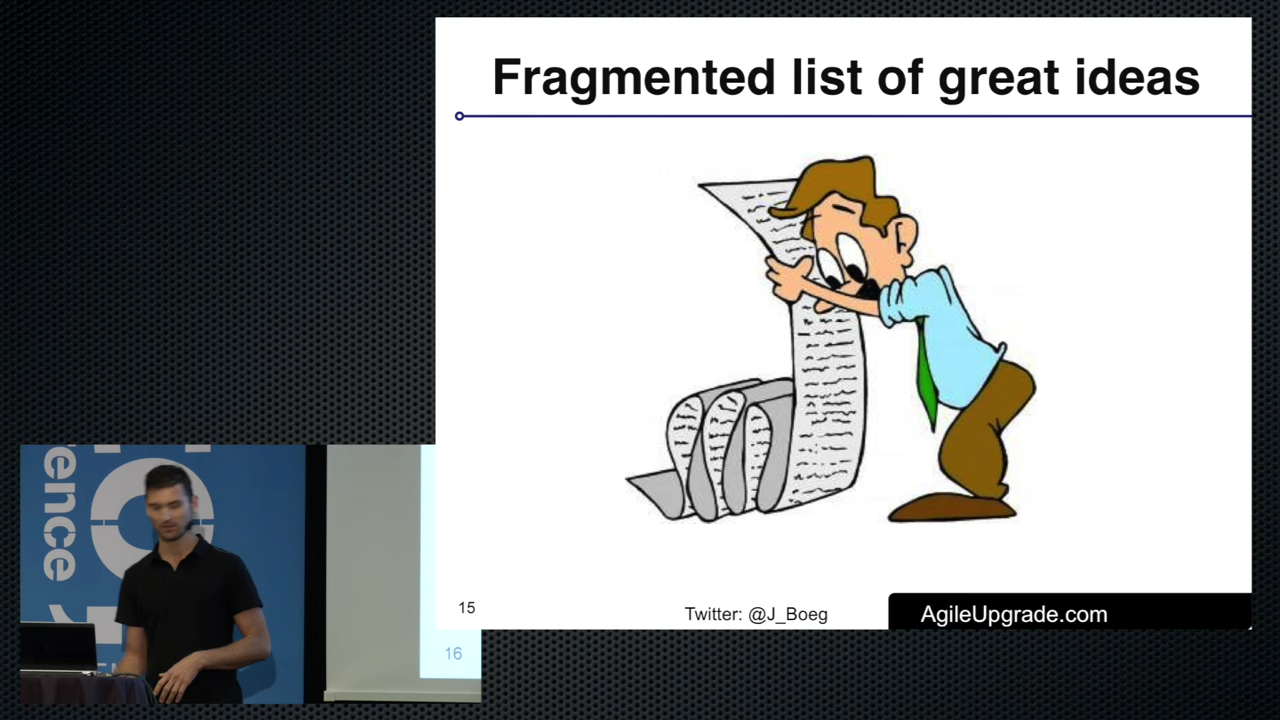 Fragmented list of great ideas
15
Twitter: @J_Boeg
AgileUpgrade.com
ence
16